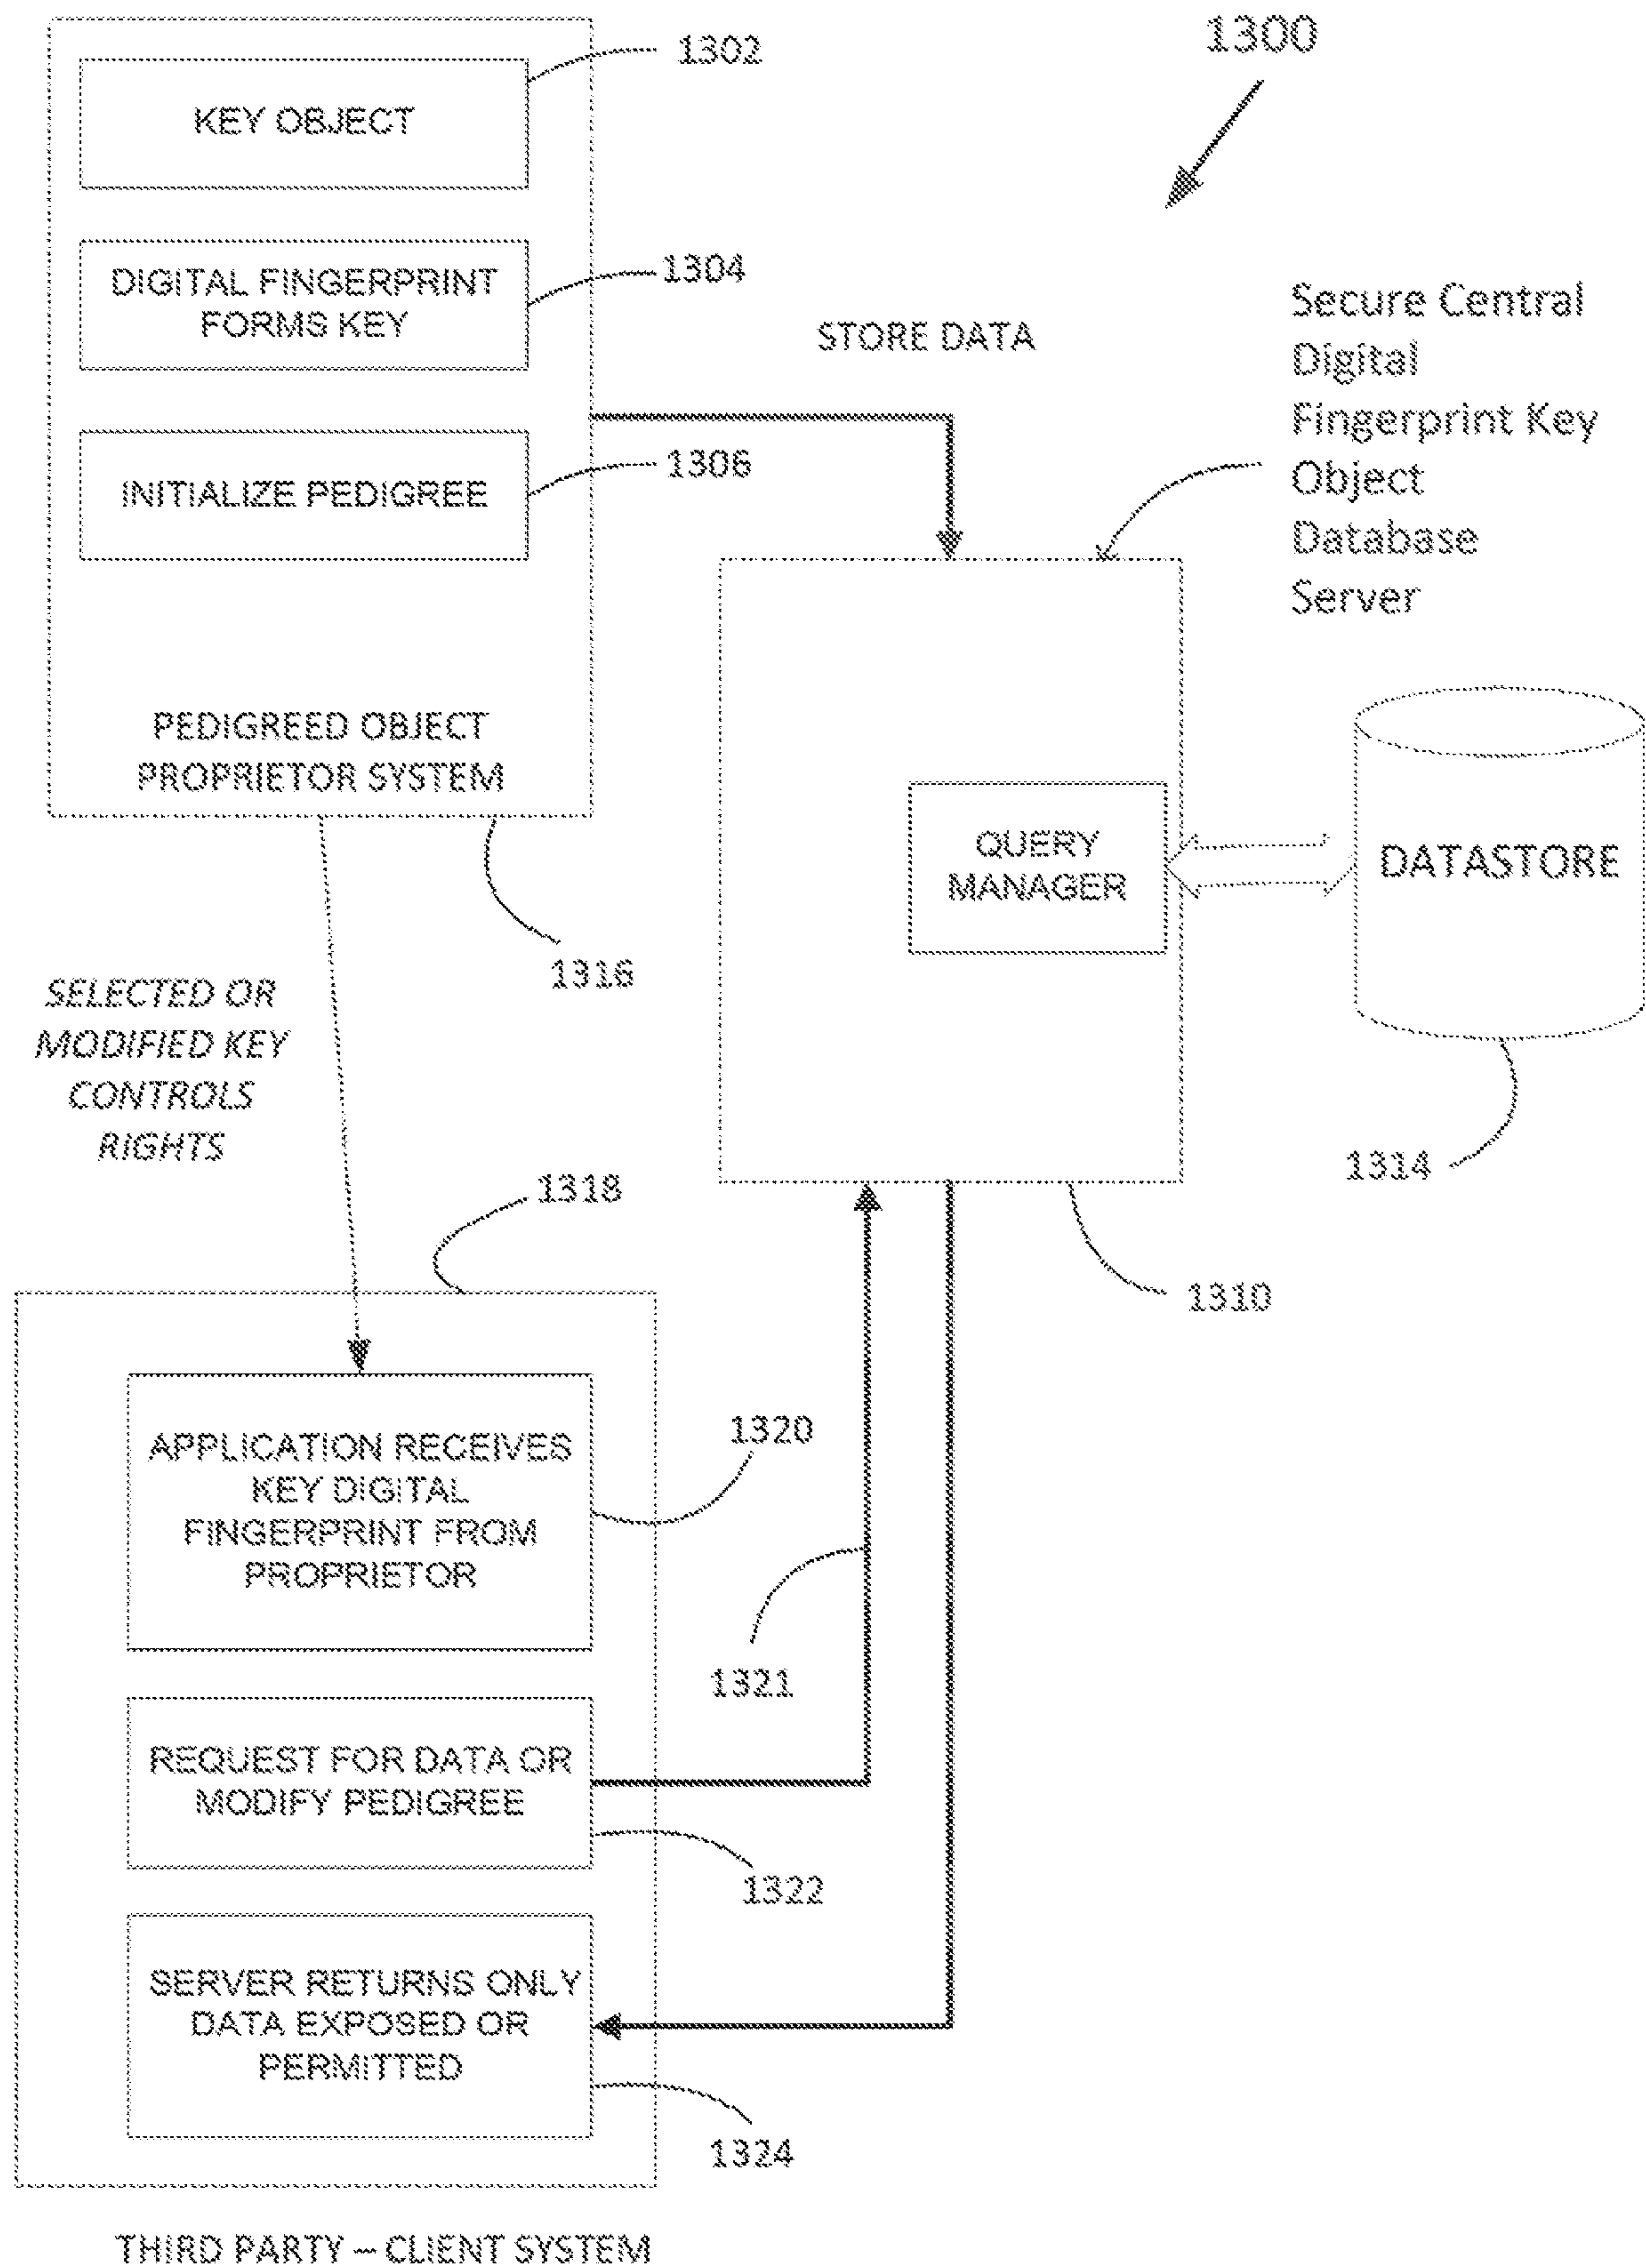 1300
1302
KEY OBJECT
1304
DIGITAL FINGERPRINT
FORMS KEY
1306
INITIALIZE PEDIGREE
PEDIGREED OBJECT
PROPRIETOR SYSTEM
1316
STORE DATA
Secure Central
Digital
Fingerprint Key
Object
Database
Server
QUERY
MANAGER
DATASTORE
1314
1310
SELECTED OR
MODIFIED KEY
CONTROLS
RIGHTS
1318
APPLICATION RECEIVES
KEY DIGITAL
FINGERPRINT FROM
PROPRIETOR
1320
1321
REQUEST FOR DATA OR
MODIFY PEDIGREE
1322
SERVER RETURNS ONLY
DATA EXPOSED OR
PERMITTED
1324
THIRD PARTY – CLIENT SYSTEM